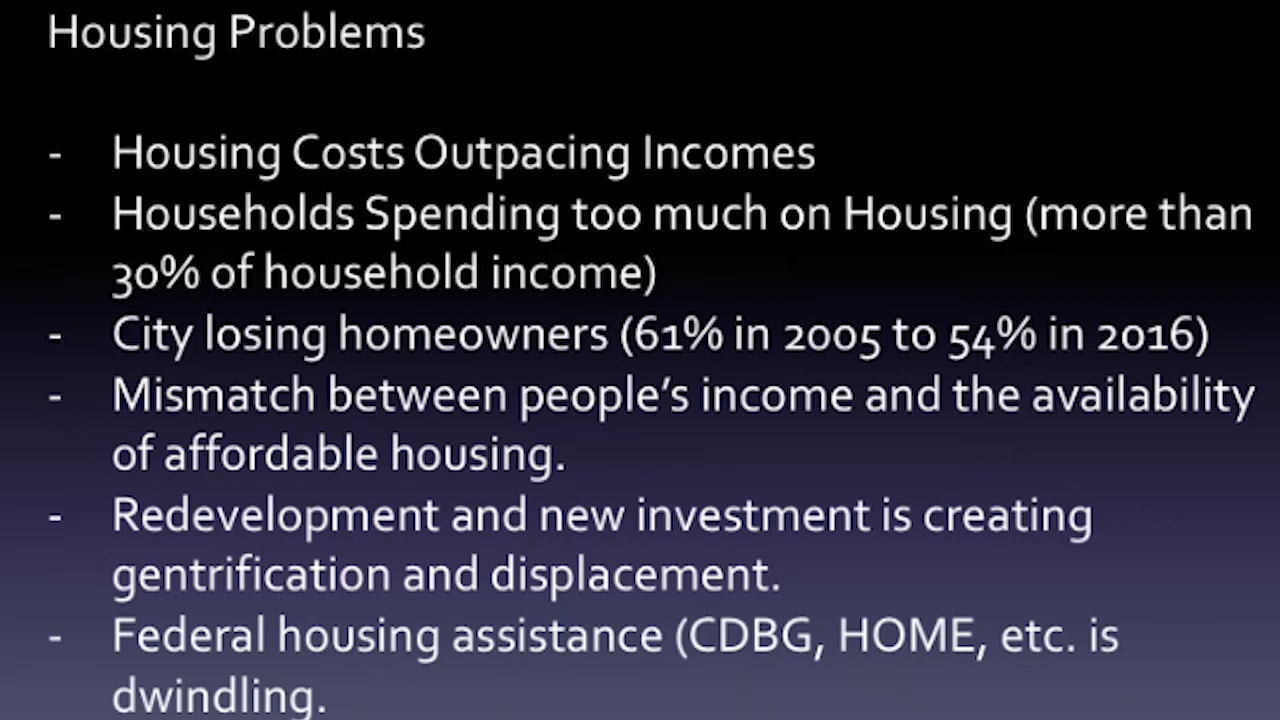 Housing Problems
- Housing Costs Outpacing Incomes
- Households Spending too much on Housing (more than
30% of household income)
- City losing homeowners (61% in 2005 to 54% in 2016)
- Mismatch between people’s income and the availability
of affordable housing.
- Redevelopment and new investment is creating
gentrification and displacement.
- Federal housing assistance (CDBG, HOME, etc. is
dwindling.